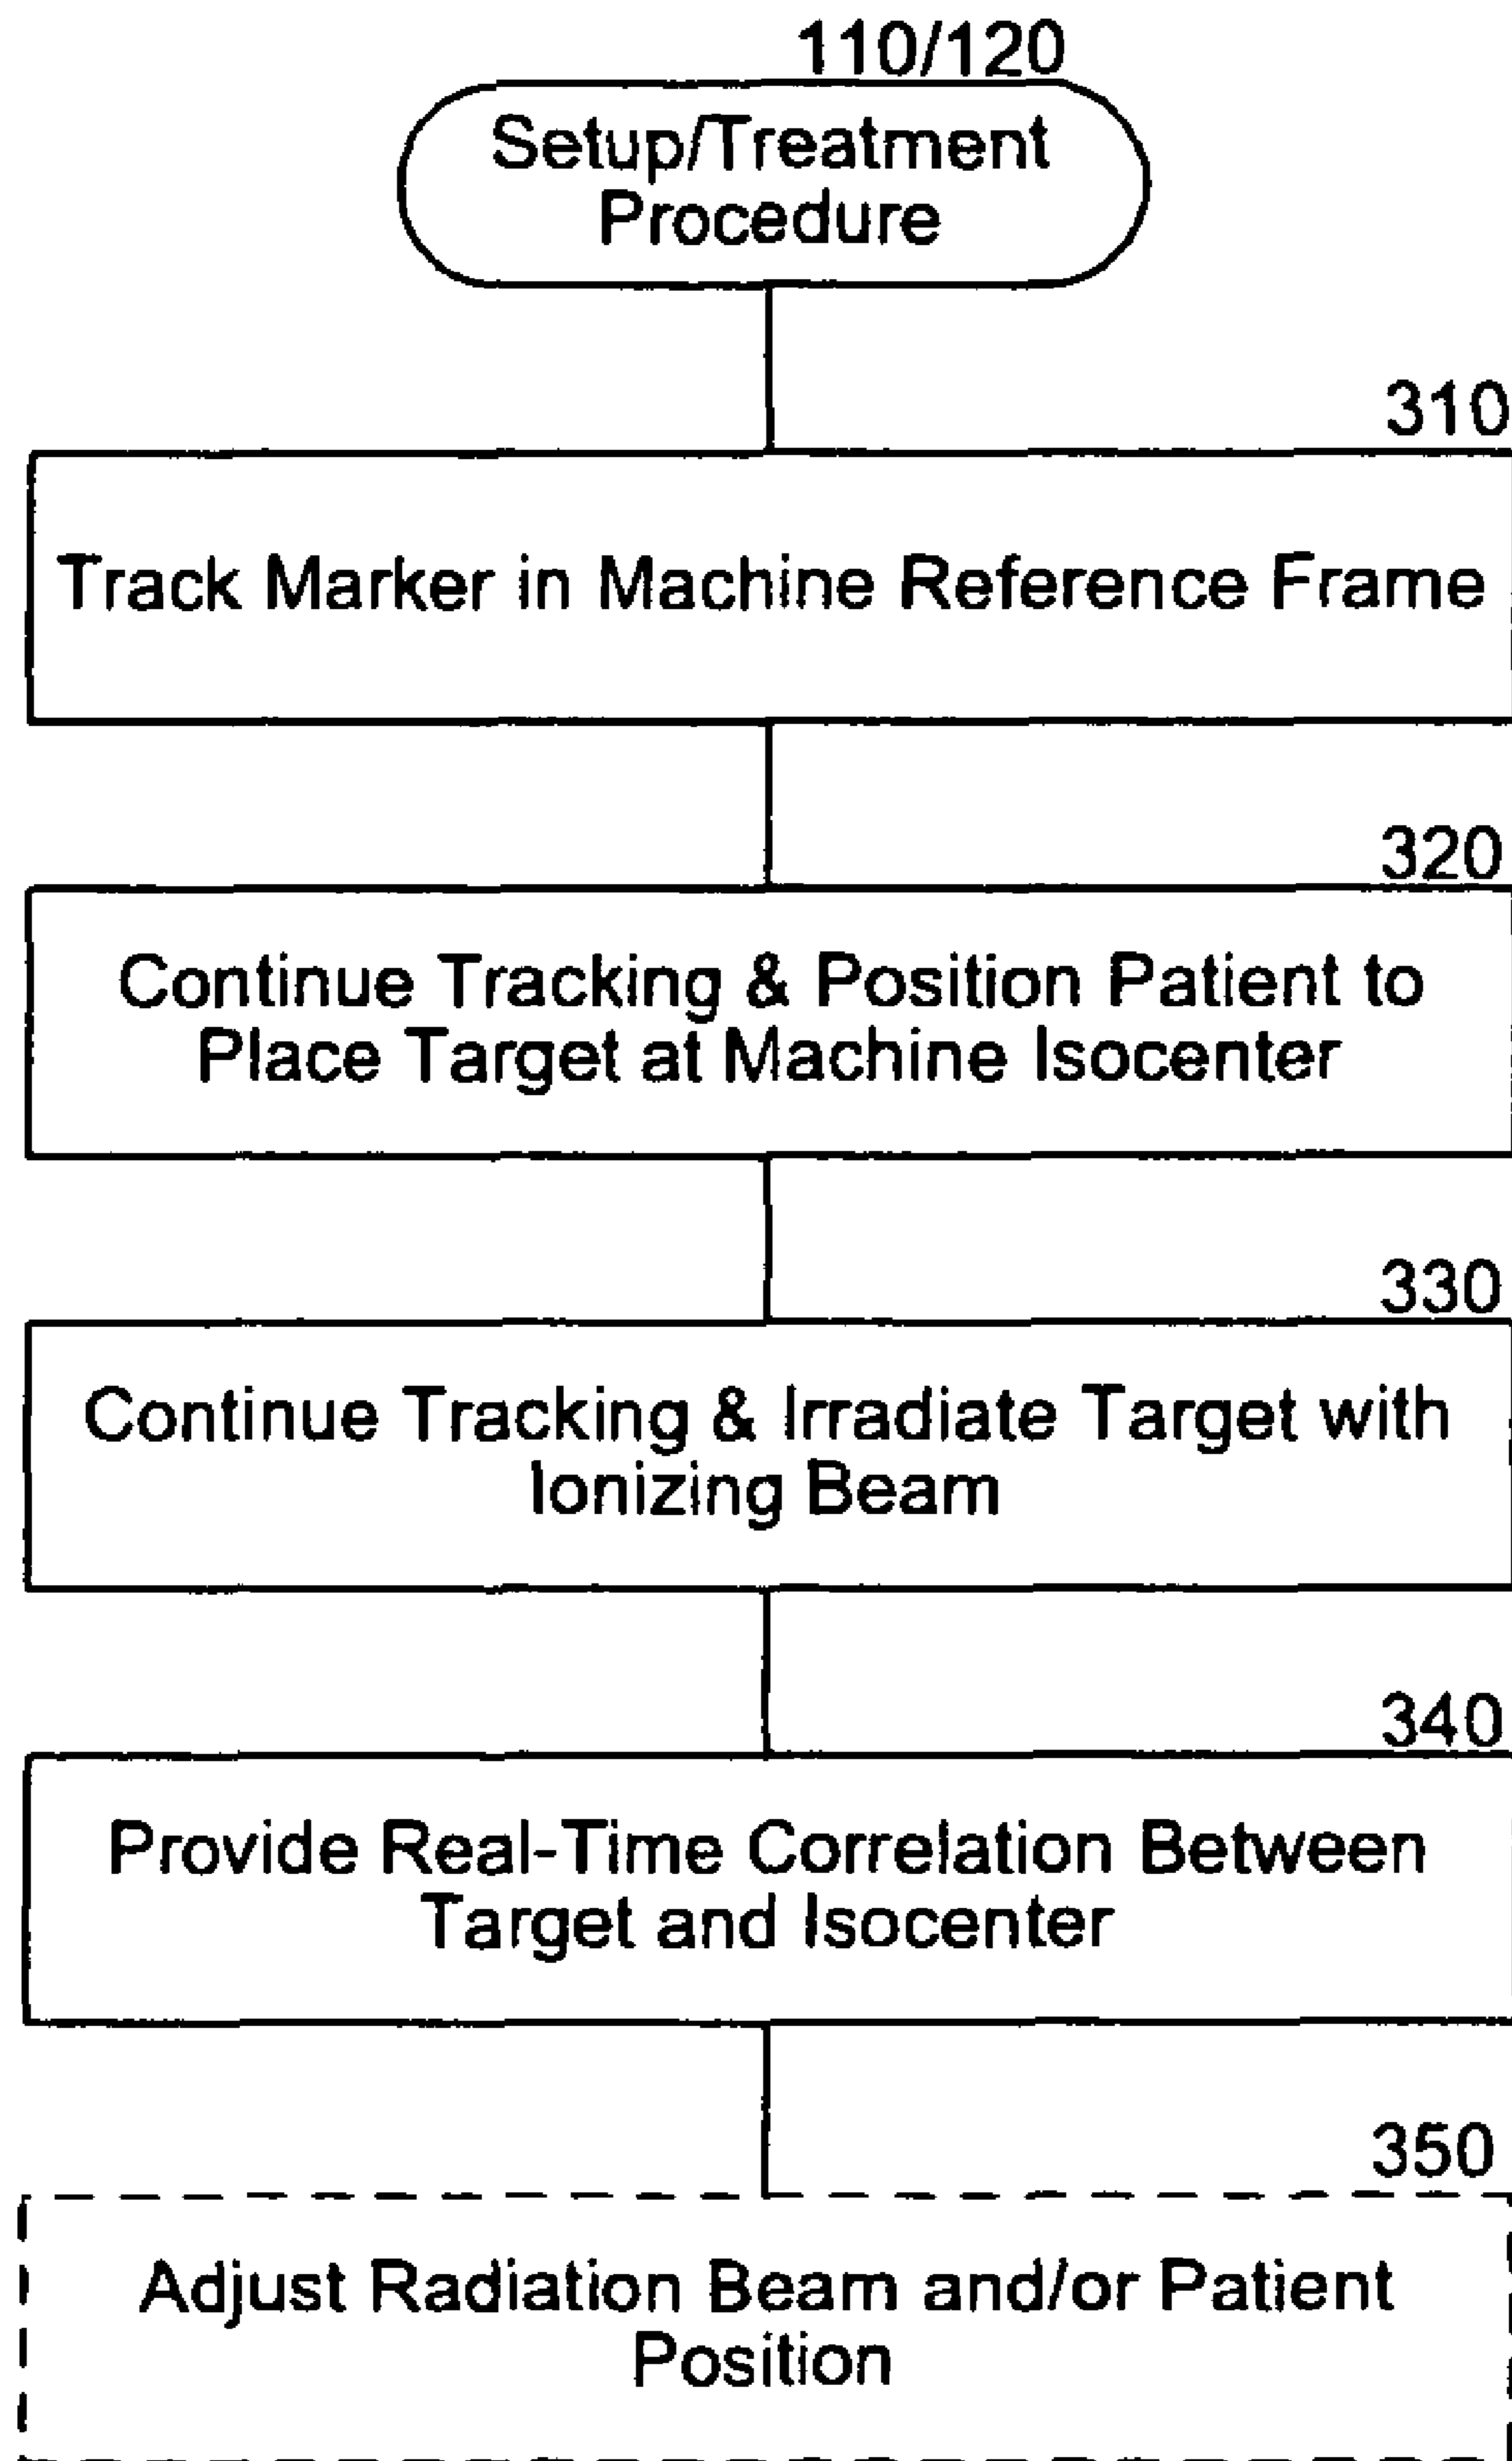 110/120
Setup/Treatment
Procedure
310
Track Marker in Machine Reference Frame
320
Continue Tracking & Position Patient to
Place Target at Machine Isocenter
330
Continue Tracking & Irradiate Target with
Ionizing Beam
340
Provide Real-Time Correlation Between
Target and Isocenter
350
Adjust Radiation Beam and/or Patient
Position